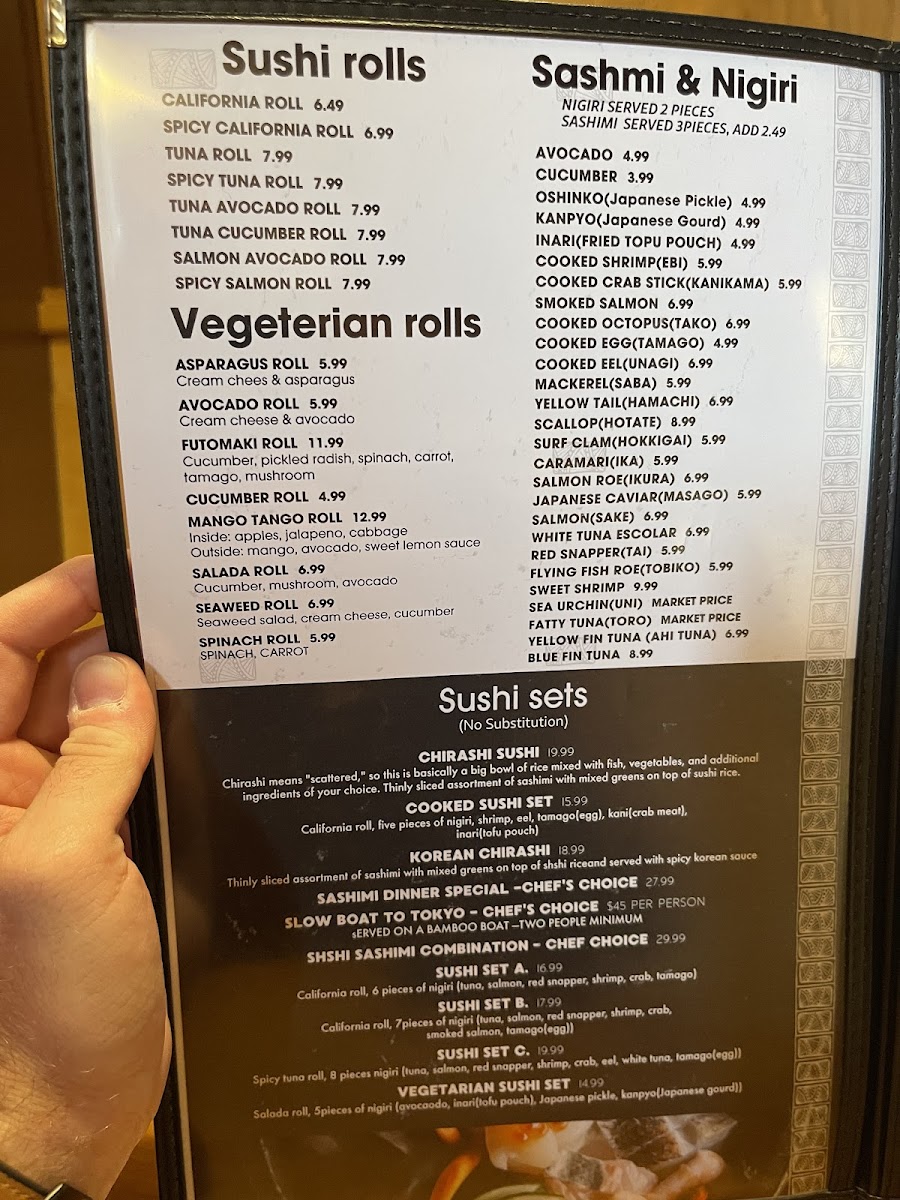 Sushi rolls
CALIFORNIA ROLL 6.49
SPICY CALIFORNIA ROLL 6.99
TUNA ROLL 7.99
SPICY TUNA ROLL 7.99
TUNA AVOCADO ROLL 7.99
TUNA CUCUMBER ROLL 7.99
SALMON AVOCADO ROLL 7.99
SPICY SALMON ROLL 7.99
Vegeterian rolls
ASPARAGUS ROLL 5.99
Cream chees & asparagus
AVOCADO ROLL 5.99
Cream cheese & avocado
FUTOMAKI ROLL 11.99
Cucumber, pickled radish, spinach, carrot,
tamago, mushroom
CUCUMBER ROLL 4.99
MANGO TANGO ROLL 12.99
Inside: apples, jalapeno, cabbage
Outside: mango, avocado, sweet lemon sauce
SALADA ROLL 6.99
Cucumber, mushroom, avocado
SEAWEED ROLL 6.99
Seaweed salad, cream cheese, cucumber
SPINACH ROLL 5.99
SPINACH, CARROT
Sashmi & Nigiri
NIGIRI SERVED 2 PIECES
SASHIMI SERVED 3PIECES, ADD 2.49
AVOCADO 4.99
CUCUMBER 3.99
OSHINKO(Japanese Pickle) 4.99
KANPYO(Japanese Gourd) 4.99
INARI(FRIED TOPU POUCH) 4.99
COOKED SHRIMP(EBI) 5.99
COOKED CRAB STICK(KANIKAMA) 5.99
SMOKED SALMON 6.99
COOKED OCTOPUS(TAKO) 6.99
COOKED EGG(TAMAGO) 4.99
COOKED EEL(UNAGI) 6.99
MACKEREL(SABA) 5.99
YELLOW TAIL(HAMACHI) 6.99
SCALLOP(HOTATE) 8.99
SURF CLAM(HOKKIGAI) 5.99
CARAMARI(IKA) 5.99
SALMON ROE(IKURA) 6.99
JAPANESE CAVIAR(MASAGO) 5.99
SALMON(SAKE) 6.99
WHITE TUNA ESCOLAR 6.99
RED SNAPPER(TAI) 5.99
FLYING FISH ROE(TOBIKO) 5.99
SWEET SHRIMP 9.99
SEA URCHIN(UNI) MARKET PRICE
FATTY TUNA(TORO) MARKET PRICE
YELLOW FIN TUNA (AHI TUNA) 6.99
BLUE FIN TUNA 8.99
Sushi sets
(No Substitution)
CHIRASHI SUSHI 19.99
Chirashi means "scattered," so this is basically a big bowl of rice mixed with fish, vegetables, and additional
ingredients of your choice. Thinly sliced assortment of sashimi with mixed greens on top of sushi rice.
COOKED SUSHI SET 15.99
California roll, five pieces of nigiri, shrimp, eel, tamago(egg), kani(crab meat),
inari(tofu pouch)
KOREAN CHIRASHI 18.99
Thinly sliced assortment of sashimi with mixed greens on top of shshi riceand served with spicy korean sauce
SASHIMI DINNER SPECIAL -CHEF'S CHOICE 27.99
SLOW BOAT TO TOKYO - CHEF'S CHOICE $45 PER PERSON
sERVED ON A BAMBOO BOAT -TWO PEOPLE MINIMUM
SHSHI SASHIMI COMBINATION - CHEF CHOICE 29.99
SUSHI SET A. 16.99
California roll, 6 pieces of nigiri (tuna, salmon, red snapper, shrimp, crab, tamago)
SUSHI SET B. 17.99
California roll, 7pieces of nigiri (tuna, salmon, red snapper, shrimp, crab,
smoked salmon, tamago(egg))
SUSHI SET C. 19.99
Spicy tuna roll, 8 pieces nigiri (tuna, salmon, red snapper, shrimp, crab, eel, white tuna, tamago(egg))
VEGETARIAN SUSHI SET 14.99
Salada roll, 5pieces of nigiri (avocaodo, inari(tofu pouch), Japanese pickle, kanpyo(Japanese gourd))